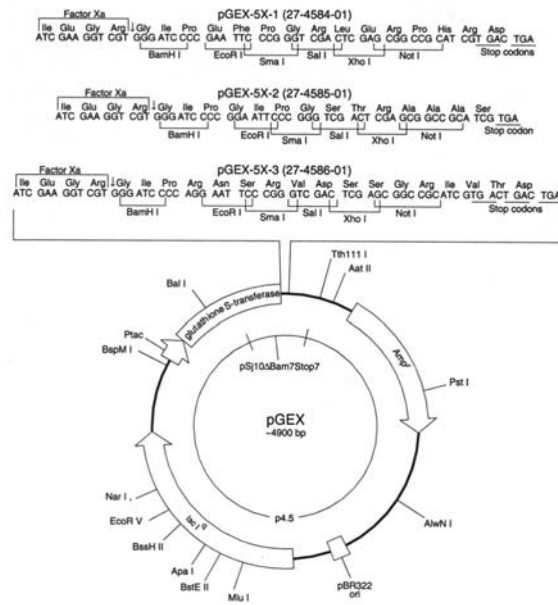 pGEX-5X-1 (27-4584-01)
Factor Xa
Ile Glu Gly Arg ↓ Gly Ile Pro Glu Phe Pro Gly Arg Leu Glu Arg Pro His Arg Asp
ATC GAA GGT CGT GGG ATC CCC GAA TTC CCG GGT CGA CTC GAG CGG CCG CAT CGT GAC TGA
BamH I EcoR I Sma I Sal I Xho I Not I Stop codons
pGEX-5X-2 (27-4585-01)
Factor Xa
Ile Glu Gly Arg ↓ Gly Ile Pro Gly Ile Pro Gly Ser Thr Arg Ala Ala Ala Ser
ATC GAA GGT CGT GGG ATC CCC GGA ATT CCC GGG TCG ACT CGA GCG GCC GCA TCG TGA
BamH I EcoR I Sma I Sal I Xho I Not I Stop codon
pGEX-5X-3 (27-4586-01)
Factor Xa
Ile Glu Gly Arg ↓ Gly Ile Pro Arg Asn Ser Arg Val Asp Ser Ser Gly Arg Ile Val Thr Asp
ATC GAA GGT CGT GGG ATC CCC AGG AAT TCC CGG GTC GAC TCG AGC GGC CGC ATC GTG ACT GAC TGA
BamH I EcoR I Sma I Sal I Xho I Not I Stop codons
Tth111 I
Aat II
Bal I
glutathione S-transferase
Ptac
BspM I
pSj10ΔBam7Stop7
Ampr
Pst I
pGEX
~4900 bp
Nar I
EcoR V
BssH II
Apa I
BstE II
Mlu I
lac Iq
p4.5
AlwN I
pBR322
ori